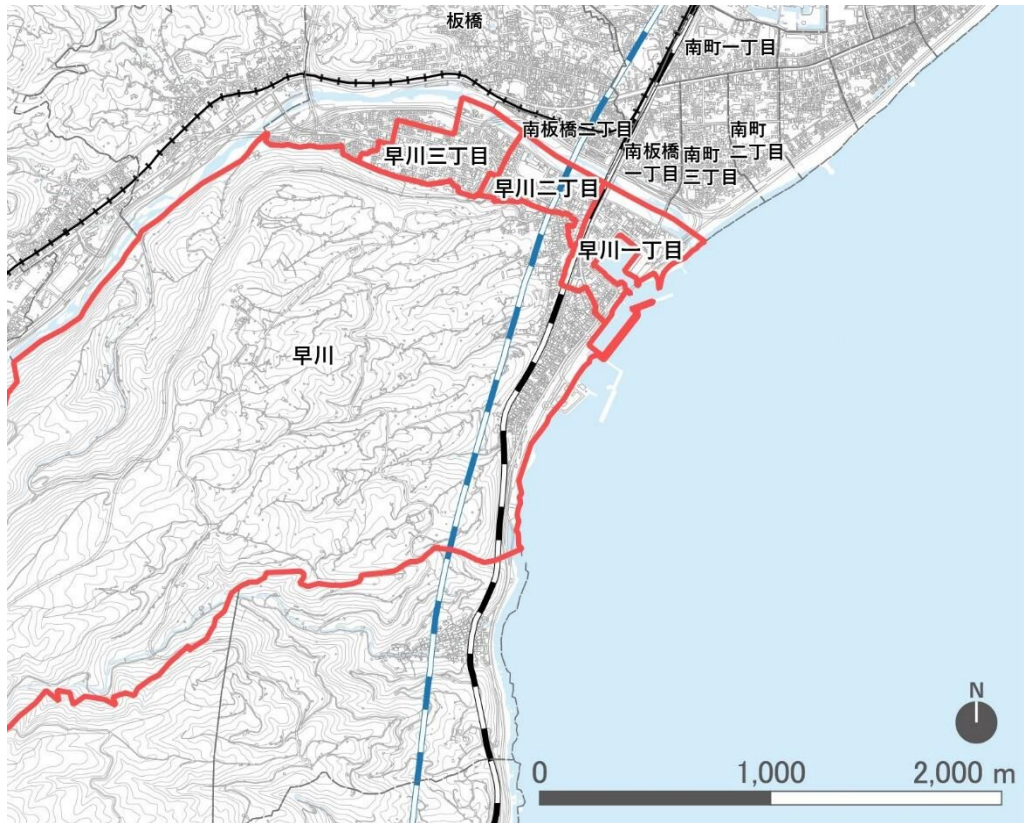 板橋
南町一丁目
南板橋二丁目
南町
二丁目
南板橋
一丁目
南町
三丁目
早川三丁目
早川二丁目
早川一丁目
早川
N
0 1,000 2,000 m